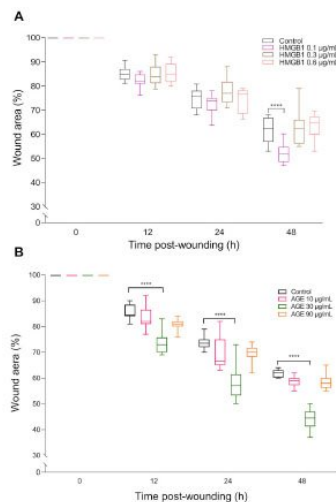 A
Control
HMGB1 0.1 µg/mL
HMGB1 0.3 µg/mL
HMGB1 0.6 µg/mL
Wound area (%)
100
90
80
70
60
50
40
30
0
****
0 12 24 48
Time post-wounding (h)
B
Control
AGE 10 µg/mL
AGE 30 µg/mL
AGE 90 µg/mL
Wound aera (%)
100
90
80
70
60
50
40
30
0
**** **** ****
0 12 24 48
Time post-wounding (h)